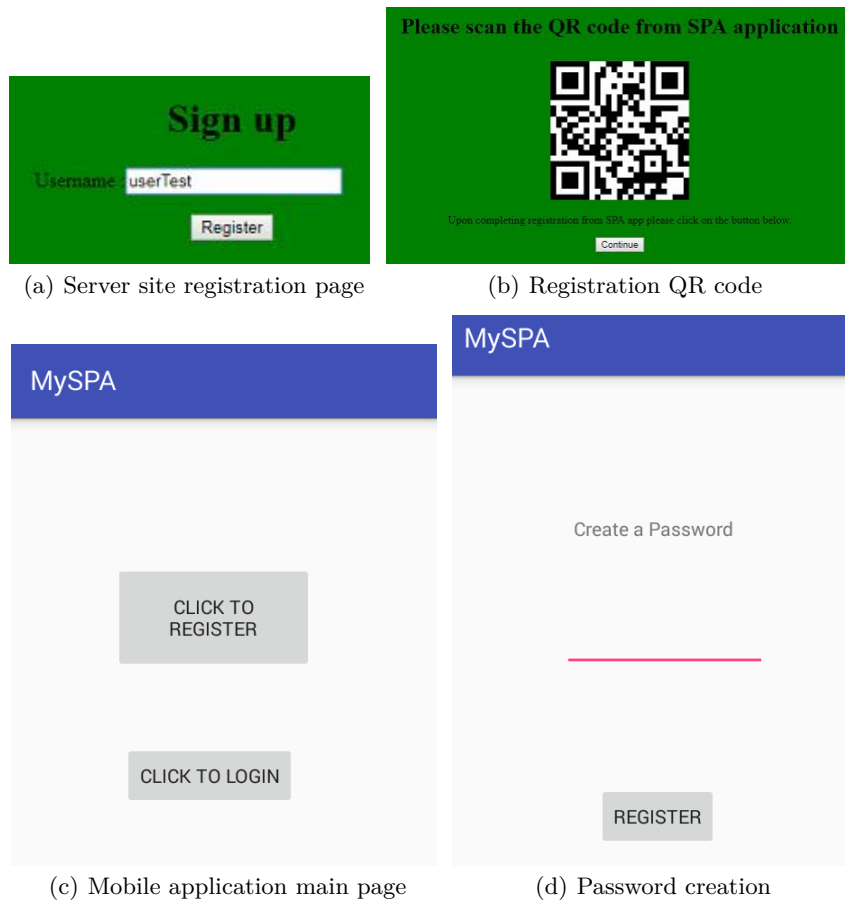 Sign up
Username : userTest
Register
(a) Server site registration page
Please scan the QR code from SPA application
Upon completing registration from SPA app please click on the button below.
Continue
(b) Registration QR code
MySPA
CLICK TO
REGISTER
CLICK TO LOGIN
(c) Mobile application main page
MySPA
Create a Password
REGISTER
(d) Password creation